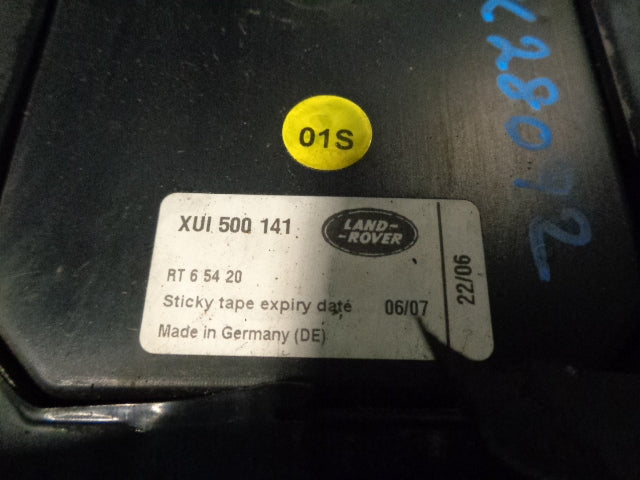 01S
XUI 500 141
LAND-
-ROVER
RT 6 54 20
Sticky tape expiry date 06/07
Made in Germany (DE)
22/06